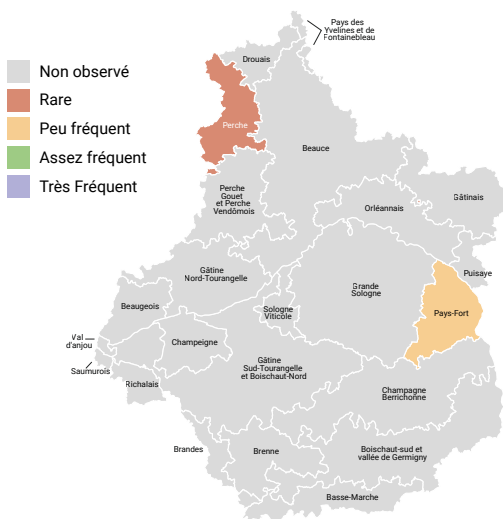 Pays des
Yvelines et de
Fontainebleau
Drouais
Non observé
Rare
Peu fréquent
Assez fréquent
Très Fréquent
Perche
Beauce
Perche
Gouet
et Perche
Vendômois
Orléannais
Gâtinais
Gâtine
Nord-Tourangelle
Grande
Sologne
Puisaye
Beaugeois
Sologne
Viticole
Pays-Fort
Val
d'anjou
Champeigne
Saumurois
Richalais
Gâtine
Sud-Tourangelle
et Boischaut-Nord
Champagne
Berrichonne
Brandes
Brenne
Boischaut-sud et
vallée de Germigny
Basse-Marche